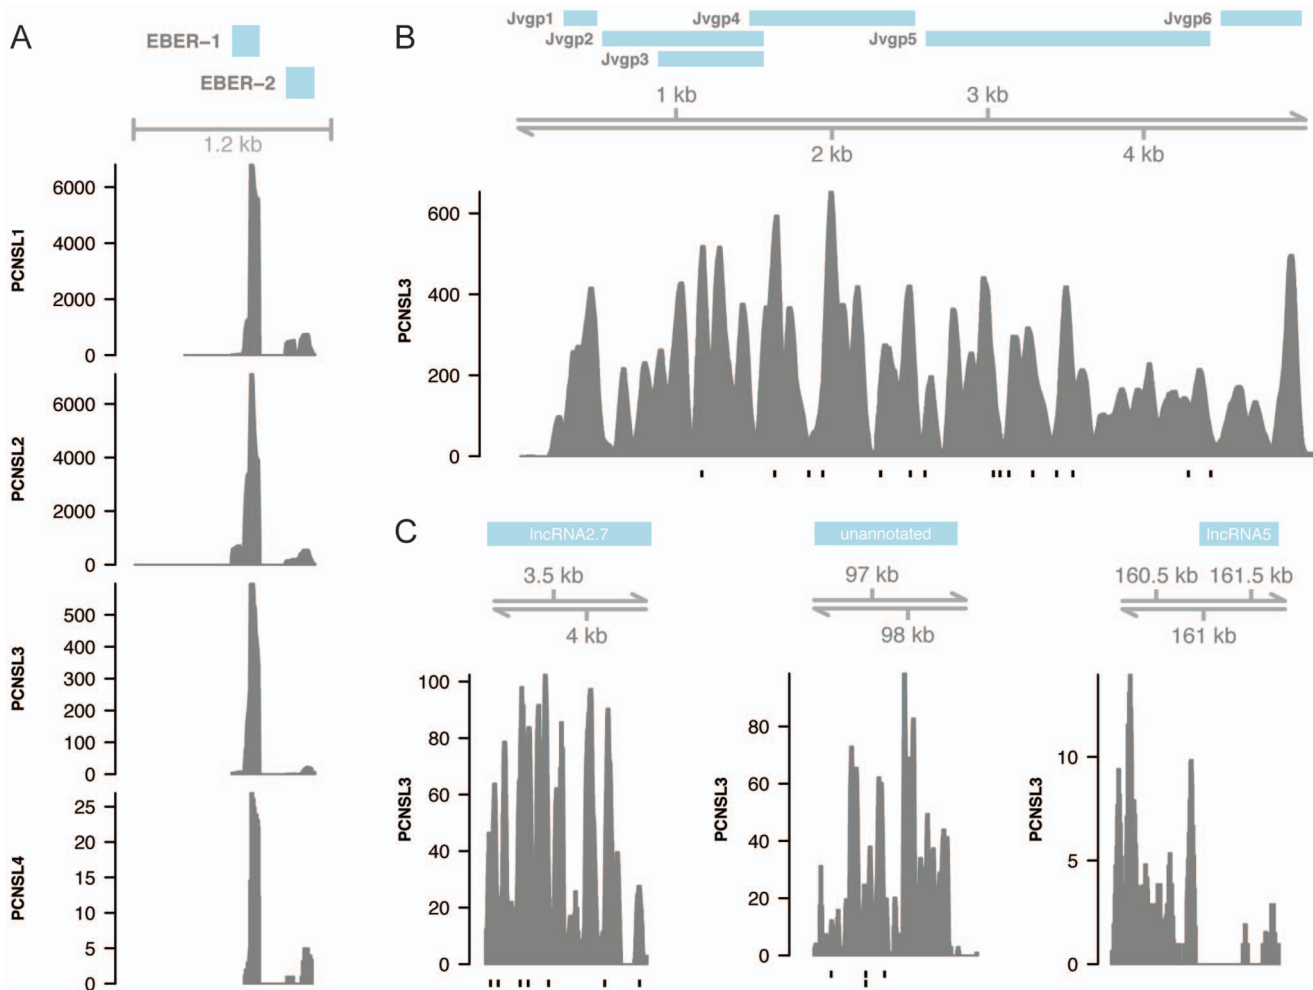 A
EBER-1
EBER-2
1.2 kb
PCNSL1
6000
4000
2000
0
PCNSL2
6000
4000
2000
0
PCNSL3
500
400
300
200
100
0
PCNSL4
25
20
15
10
5
0
B
Jvgp1
Jvgp4
Jvgp6
Jvgp2
Jvgp5
Jvgp3
1 kb
3 kb
2 kb
4 kb
PCNSL3
600
400
200
0
C
lncRNA2.7
3.5 kb
4 kb
PCNSL3
100
80
60
40
20
0
unannotated
97 kb
98 kb
PCNSL3
80
60
40
20
0
lncRNA5
160.5 kb 161.5 kb
161 kb
PCNSL3
10
5
0